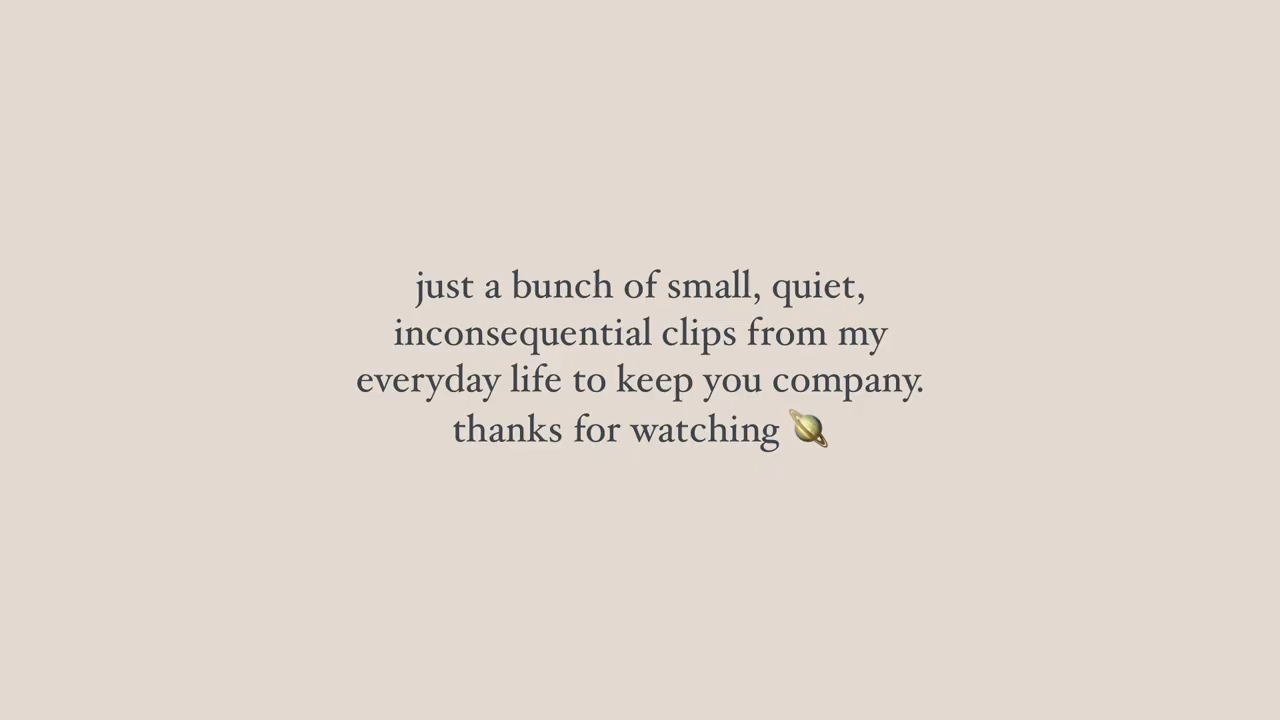 just a bunch of small, quiet,
inconsequential clips from my
everyday life to keep you company.
thanks for watching 🪐